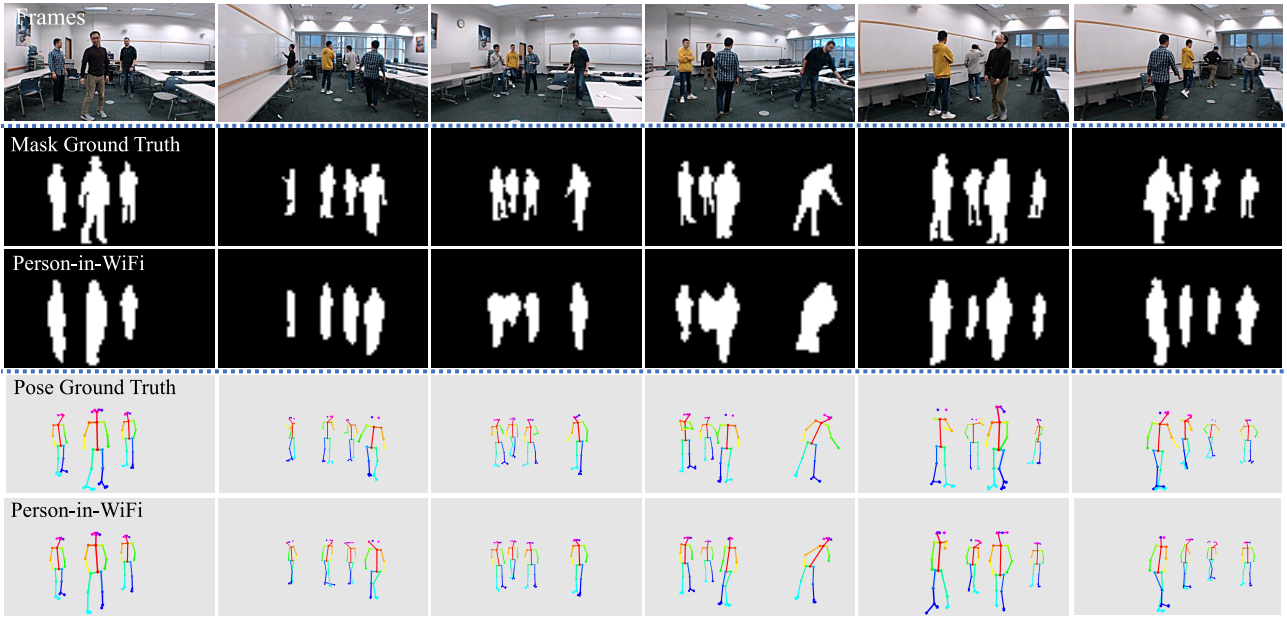 Frames
Mask Ground Truth
Person-in-WiFi
Pose Ground Truth
Person-in-WiFi